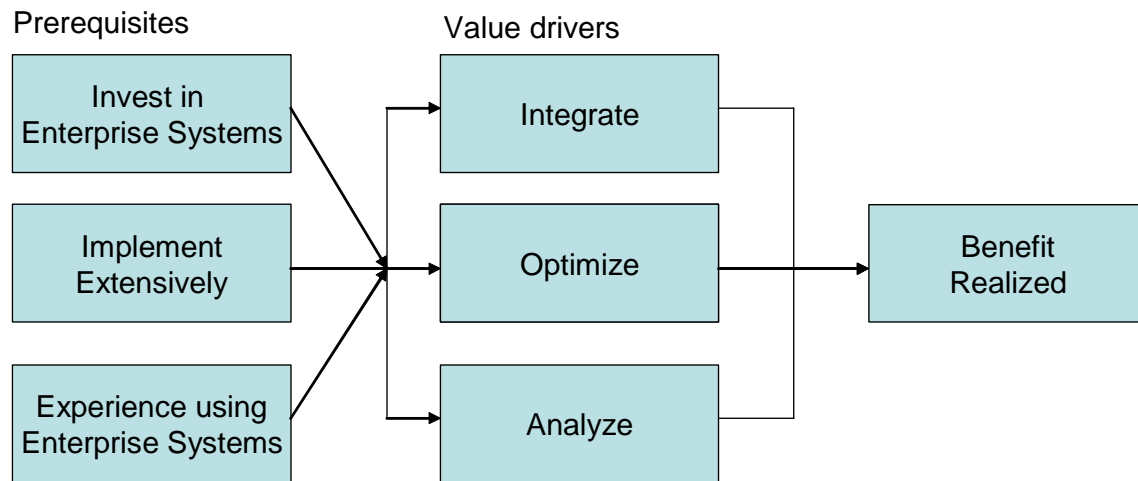 Prerequisites
Value drivers
Invest in
Enterprise Systems
Integrate
Implement
Extensively
Optimize
Benefit
Realized
Experience using
Enterprise Systems
Analyze